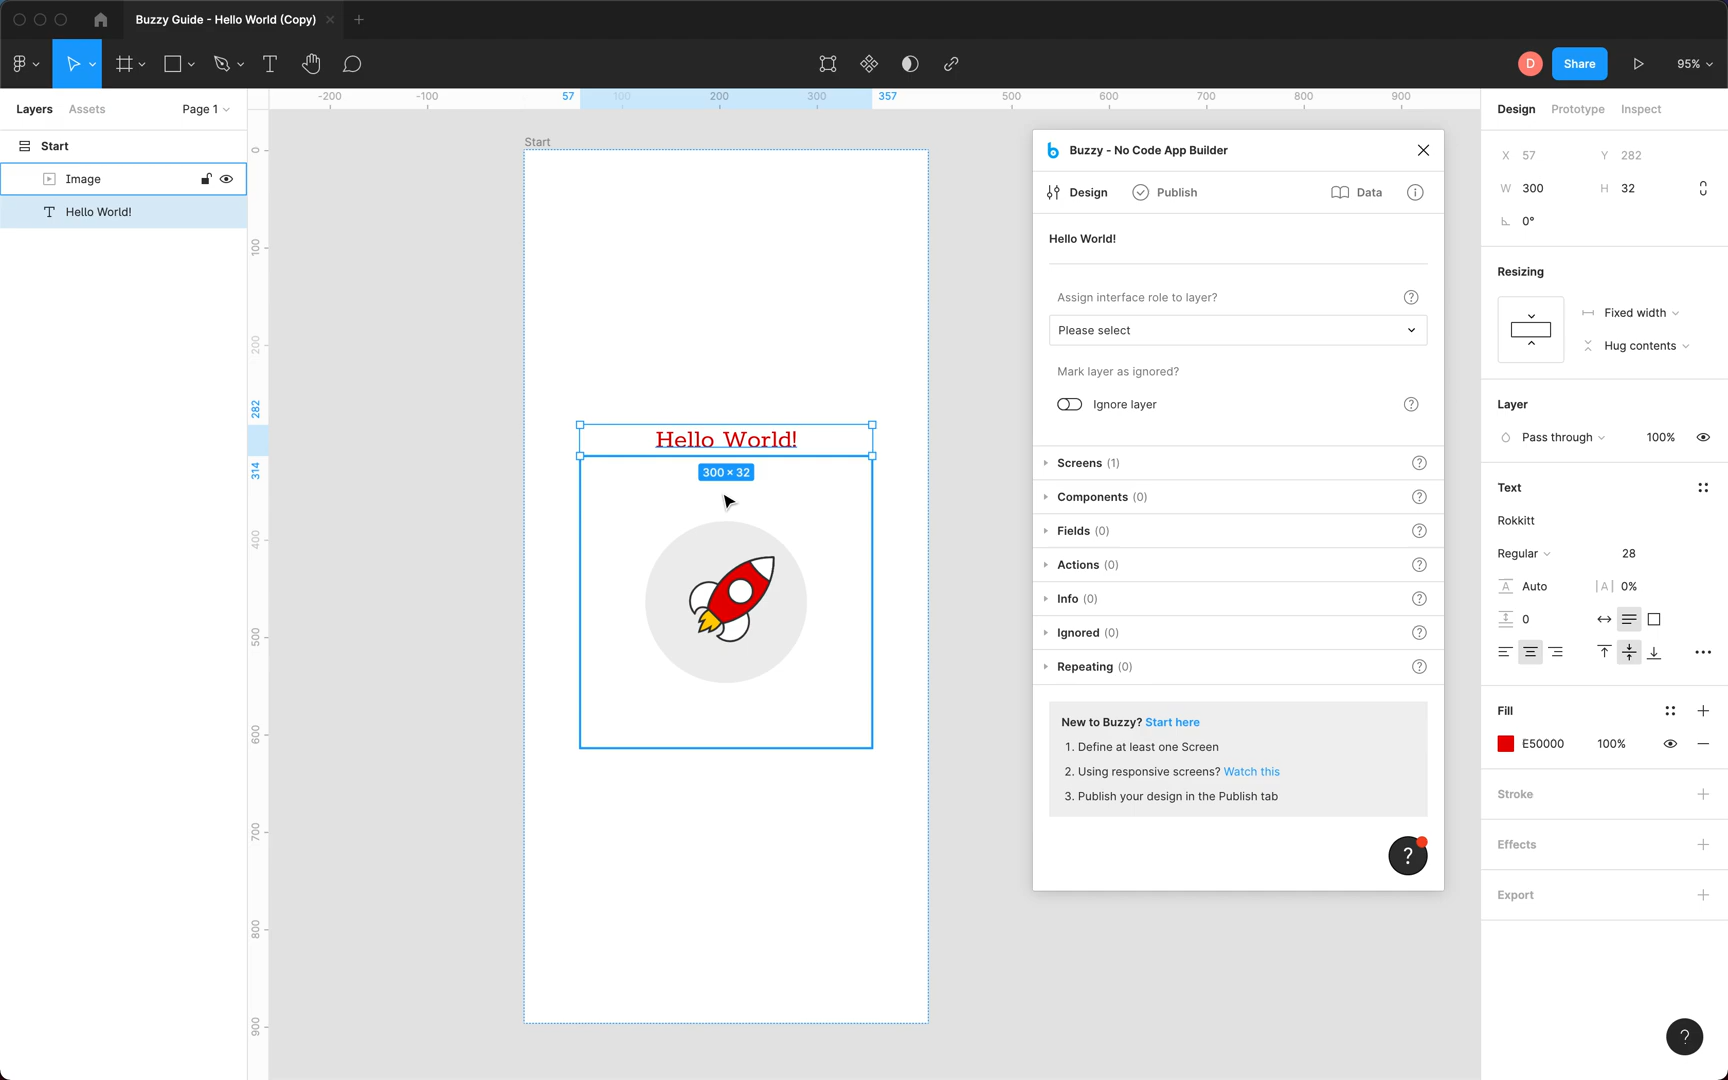 Buzzy Guide - Hello World (Copy)
D
Share
95%
Layers
Assets
Page 1
Start
Image
Hello World!
-200
-100
57
100
200
300
357
500
600
700
800
900
0
100
200
282
314
400
500
600
700
800
900
Start
Hello World!
300 × 32
Buzzy - No Code App Builder
Design
Publish
Data
Hello World!
Assign interface role to layer?
Please select
Mark layer as ignored?
Ignore layer
Screens (1)
Components (0)
Fields (0)
Actions (0)
Info (0)
Ignored (0)
Repeating (0)
New to Buzzy? Start here
1. Define at least one Screen
2. Using responsive screens? Watch this
3. Publish your design in the Publish tab
?
Design
Prototype
Inspect
X 57
Y 282
W 300
H 32
0°
Resizing
Fixed width
Hug contents
Layer
Pass through
100%
Text
Rokkitt
Regular
28
Auto
|A| 0%
0
Fill
E50000
100%
Stroke
Effects
Export
?